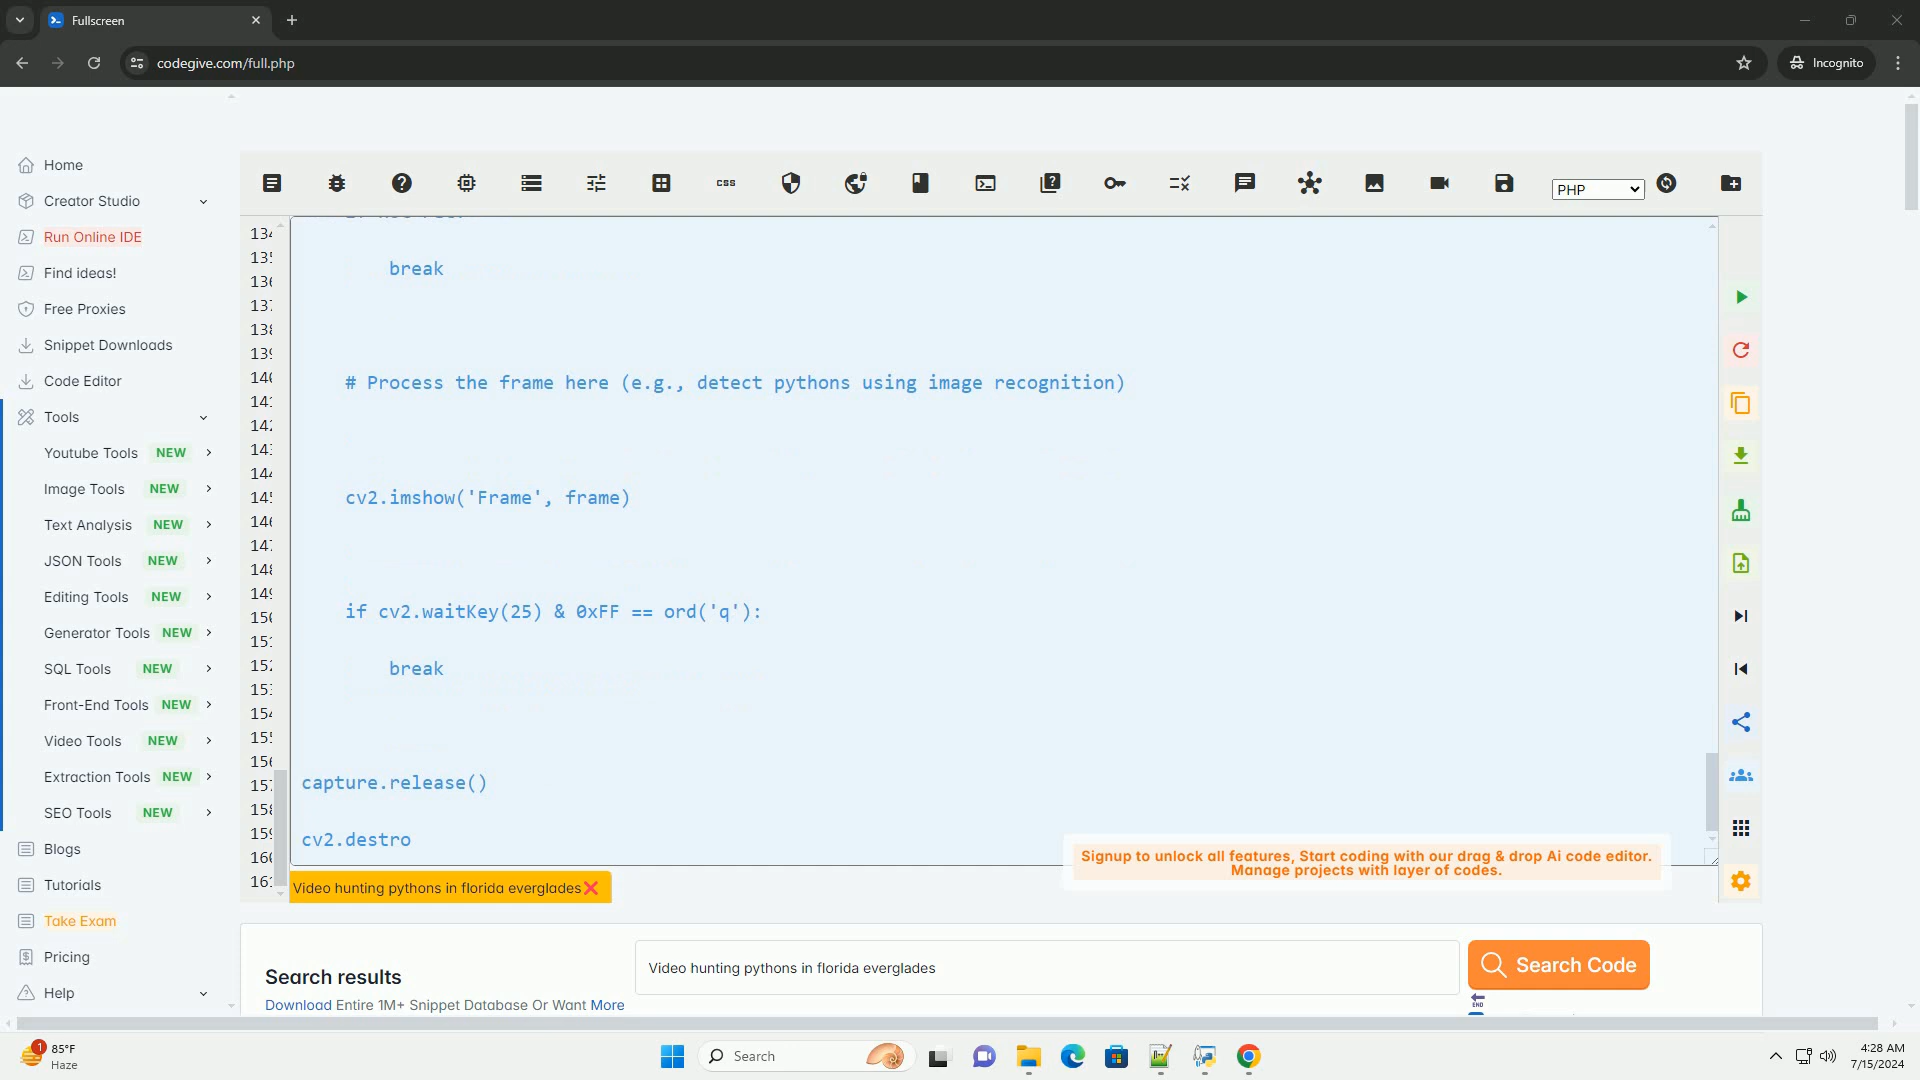 Fullscreen
codegive.com/full.php
Incognito
Home
Creator Studio
Run Online IDE
Find ideas!
Free Proxies
Snippet Downloads
Code Editor
Tools
Youtube Tools NEW
Image Tools NEW
Text Analysis NEW
JSON Tools NEW
Editing Tools NEW
Generator Tools NEW
SQL Tools NEW
Front-End Tools NEW
Video Tools NEW
Extraction Tools NEW
SEO Tools NEW
Blogs
Tutorials
Take Exam
Pricing
Help
css
PHP
break
# Process the frame here (e.g., detect pythons using image recognition)
cv2.imshow('Frame', frame)
if cv2.waitKey(25) & 0xFF == ord('q'):
break
capture.release()
cv2.destro
Signup to unlock all features, Start coding with our drag & drop Ai code editor.
Manage projects with layer of codes.
Video hunting pythons in florida everglades
Search results
Download Entire 1M+ Snippet Database Or Want More
Video hunting pythons in florida everglades
Search Code
END
1
85°F
Haze
Search
4:28 AM
7/15/2024